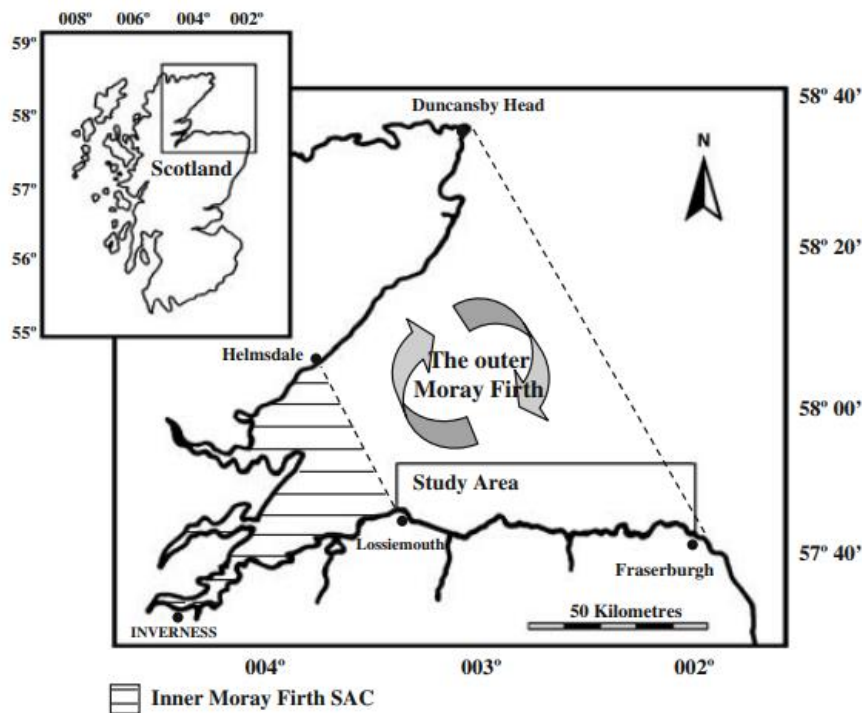 008º 006º 004º 002º
59º
58º
57º
56º
55º
Scotland
Duncansby Head
N
58º 40'
58º 20'
58º 00'
57º 40'
Helmsdale
The outer
Moray Firth
Study Area
Lossiemouth
Fraserburgh
INVERNESS
50 Kilometres
004º 003º 002º
Inner Moray Firth SAC